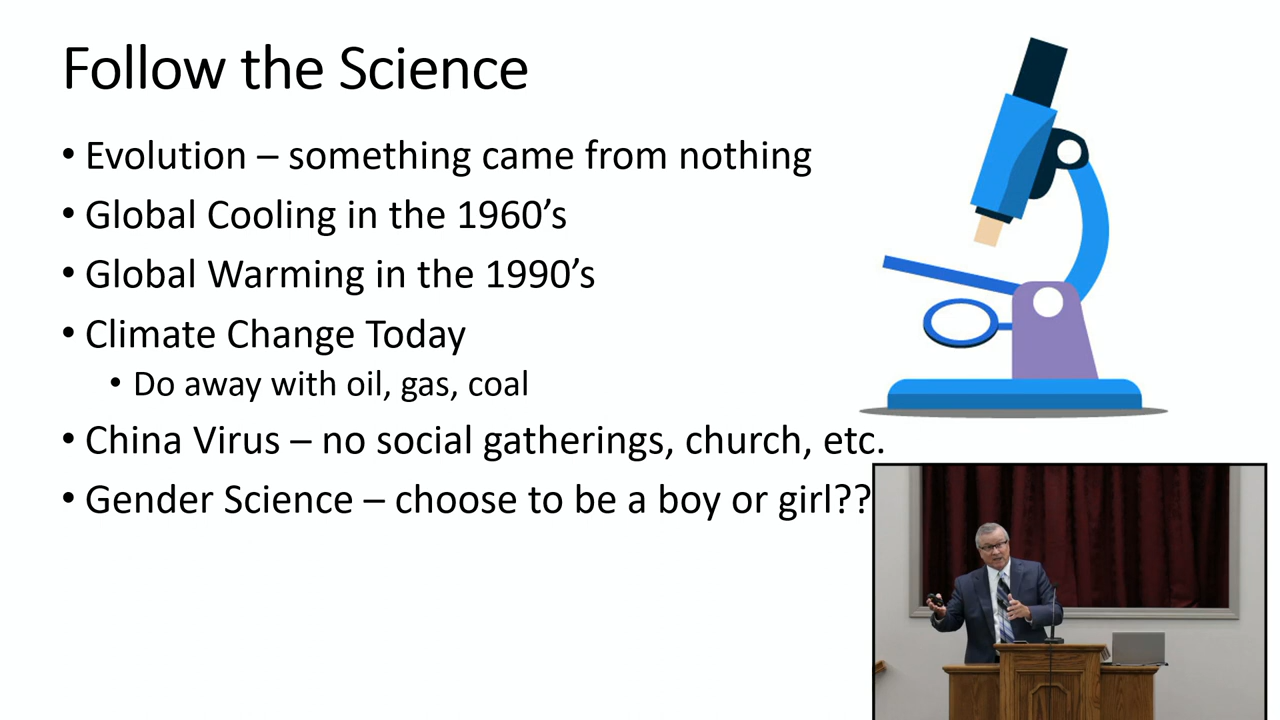 Follow the Science
• Evolution – something came from nothing
• Global Cooling in the 1960’s
• Global Warming in the 1990’s
• Climate Change Today
• Do away with oil, gas, coal
• China Virus – no social gatherings, church, etc.
• Gender Science – choose to be a boy or girl??